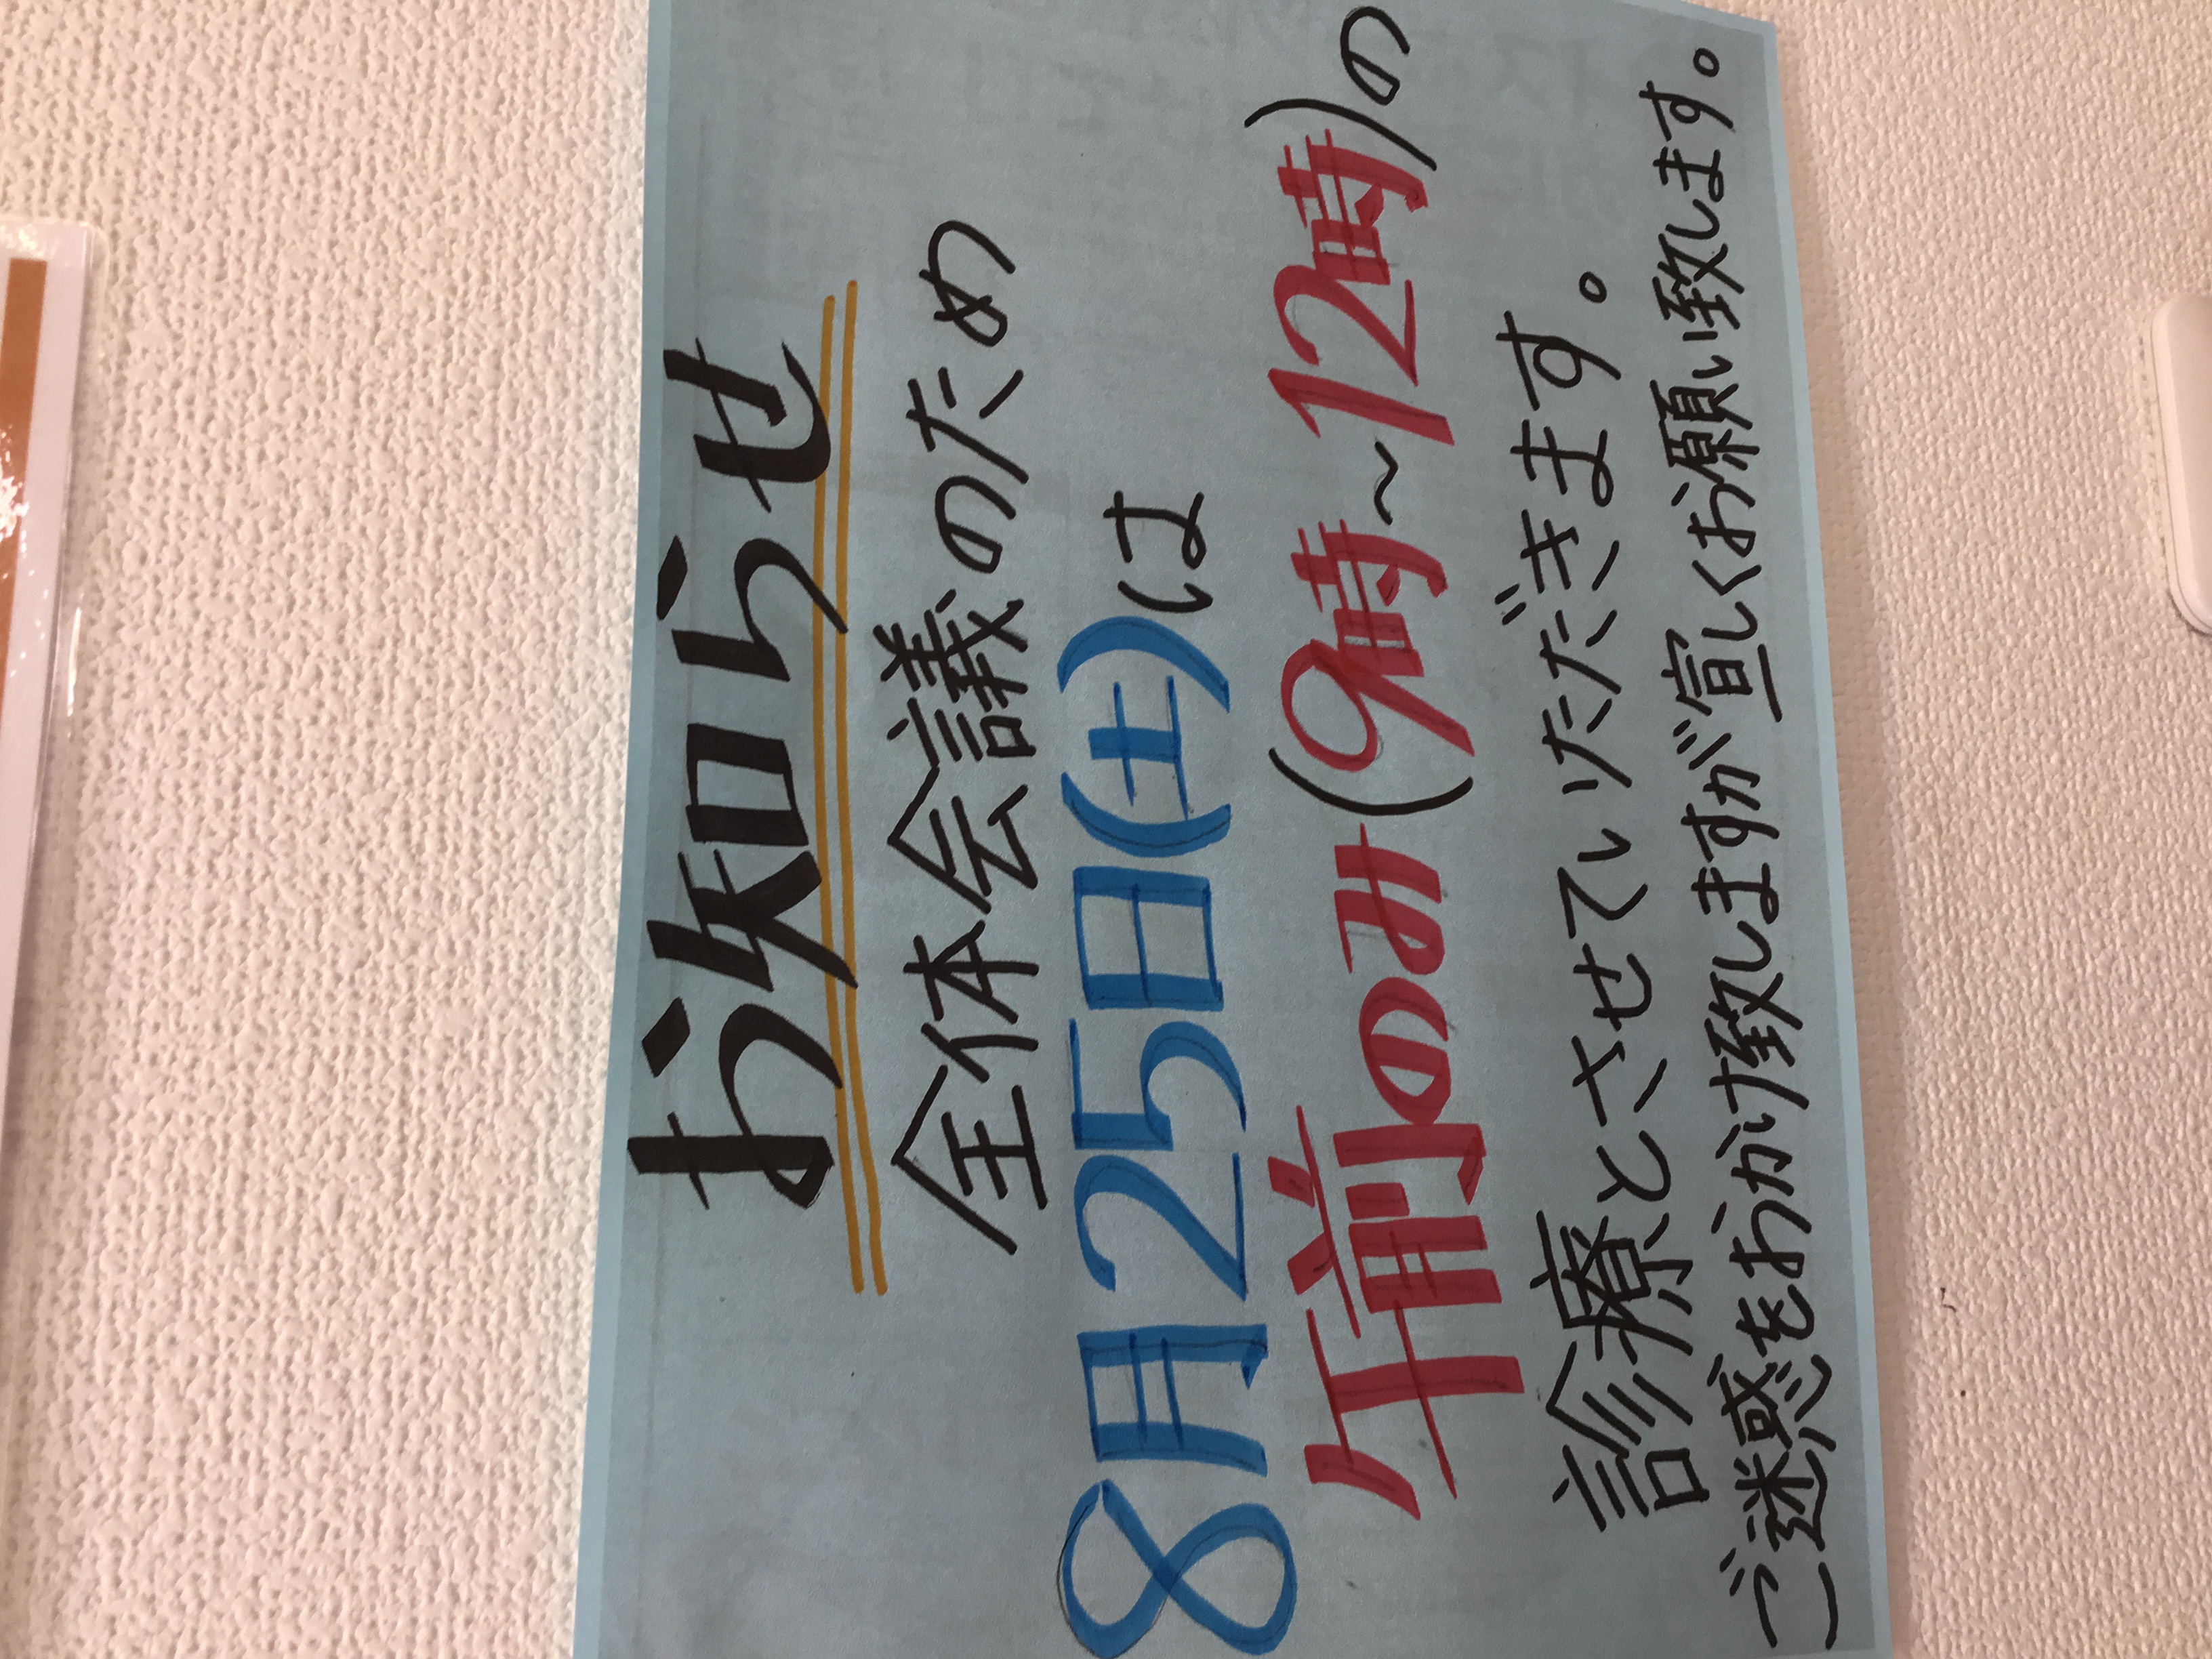 お知らせ
全体会議のため
8月25日(土)は
午前のみ(9時~12時)の
診療とさせていただきます。
ご迷惑をおかけ致しますが宜しくお願い致します。